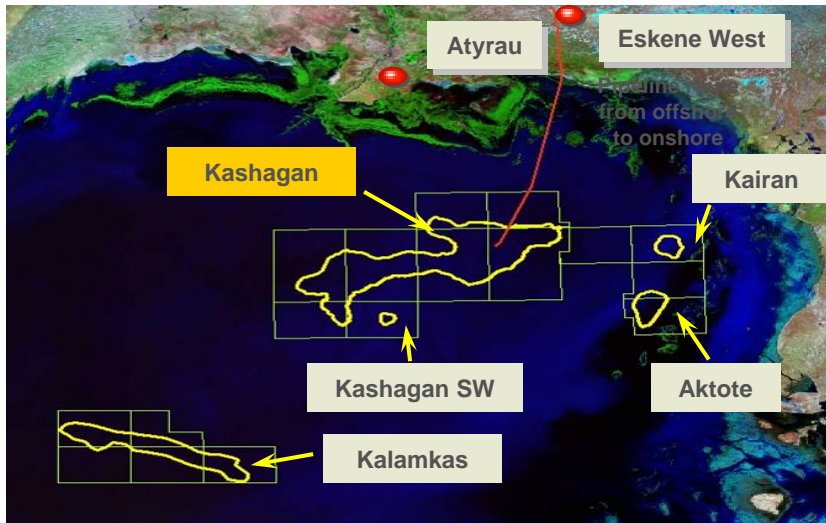 Atyrau
Eskene West
Pipeline
from offshore
to onshore
Kashagan
Kairan
Kashagan SW
Aktote
Kalamkas